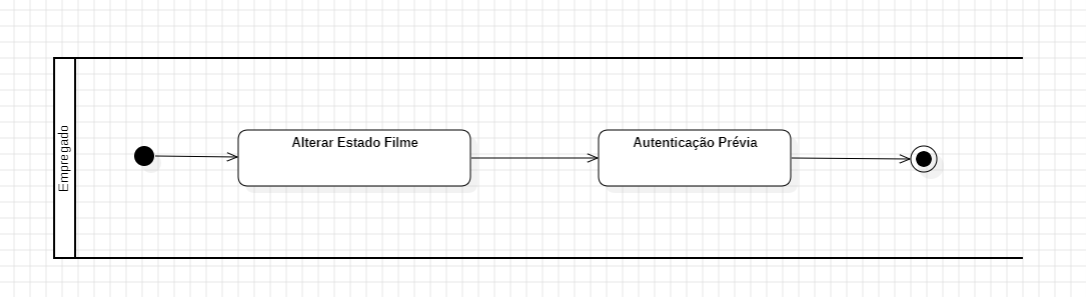 Empregado
Alterar Estado Filme
Autenticação Prévia